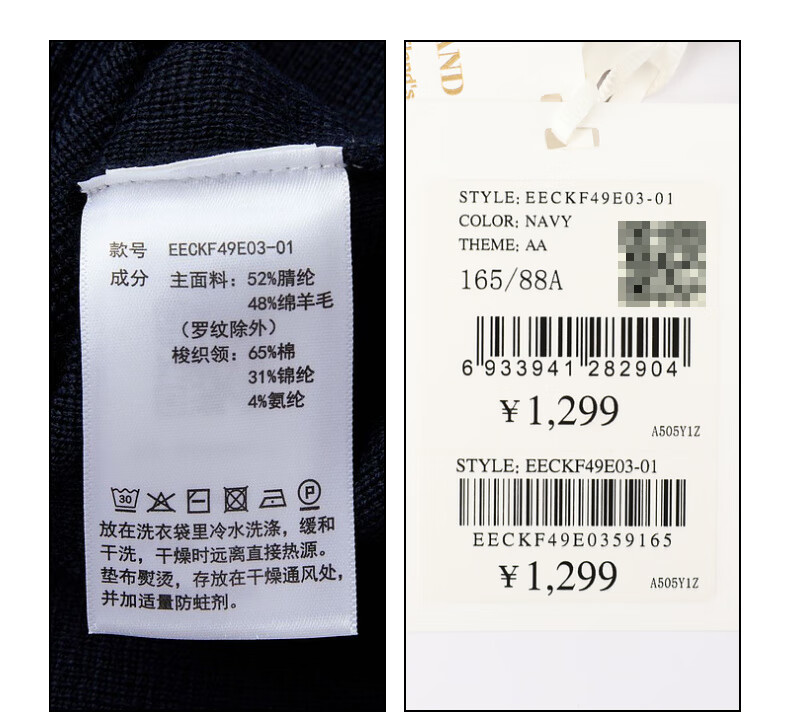 款号 EECKF49E03-01
成分 主面料：52%腈纶
48%绵羊毛
（罗纹除外）
梭织领：65%棉
31%锦纶
4%氨纶
30
P
放在洗衣袋里冷水洗涤，缓和
干洗，干燥时远离直接热源。
垫布熨烫，存放在干燥通风处，
并加适量防蛀剂。
AND
land's
STYLE: EECKF49E03-01
COLOR: NAVY
THEME: AA
165/88A
6 933941 282904
¥1,299
A505Y1Z
STYLE: EECKF49E03-01
EECKF49E0359165
¥1,299
A505Y1Z